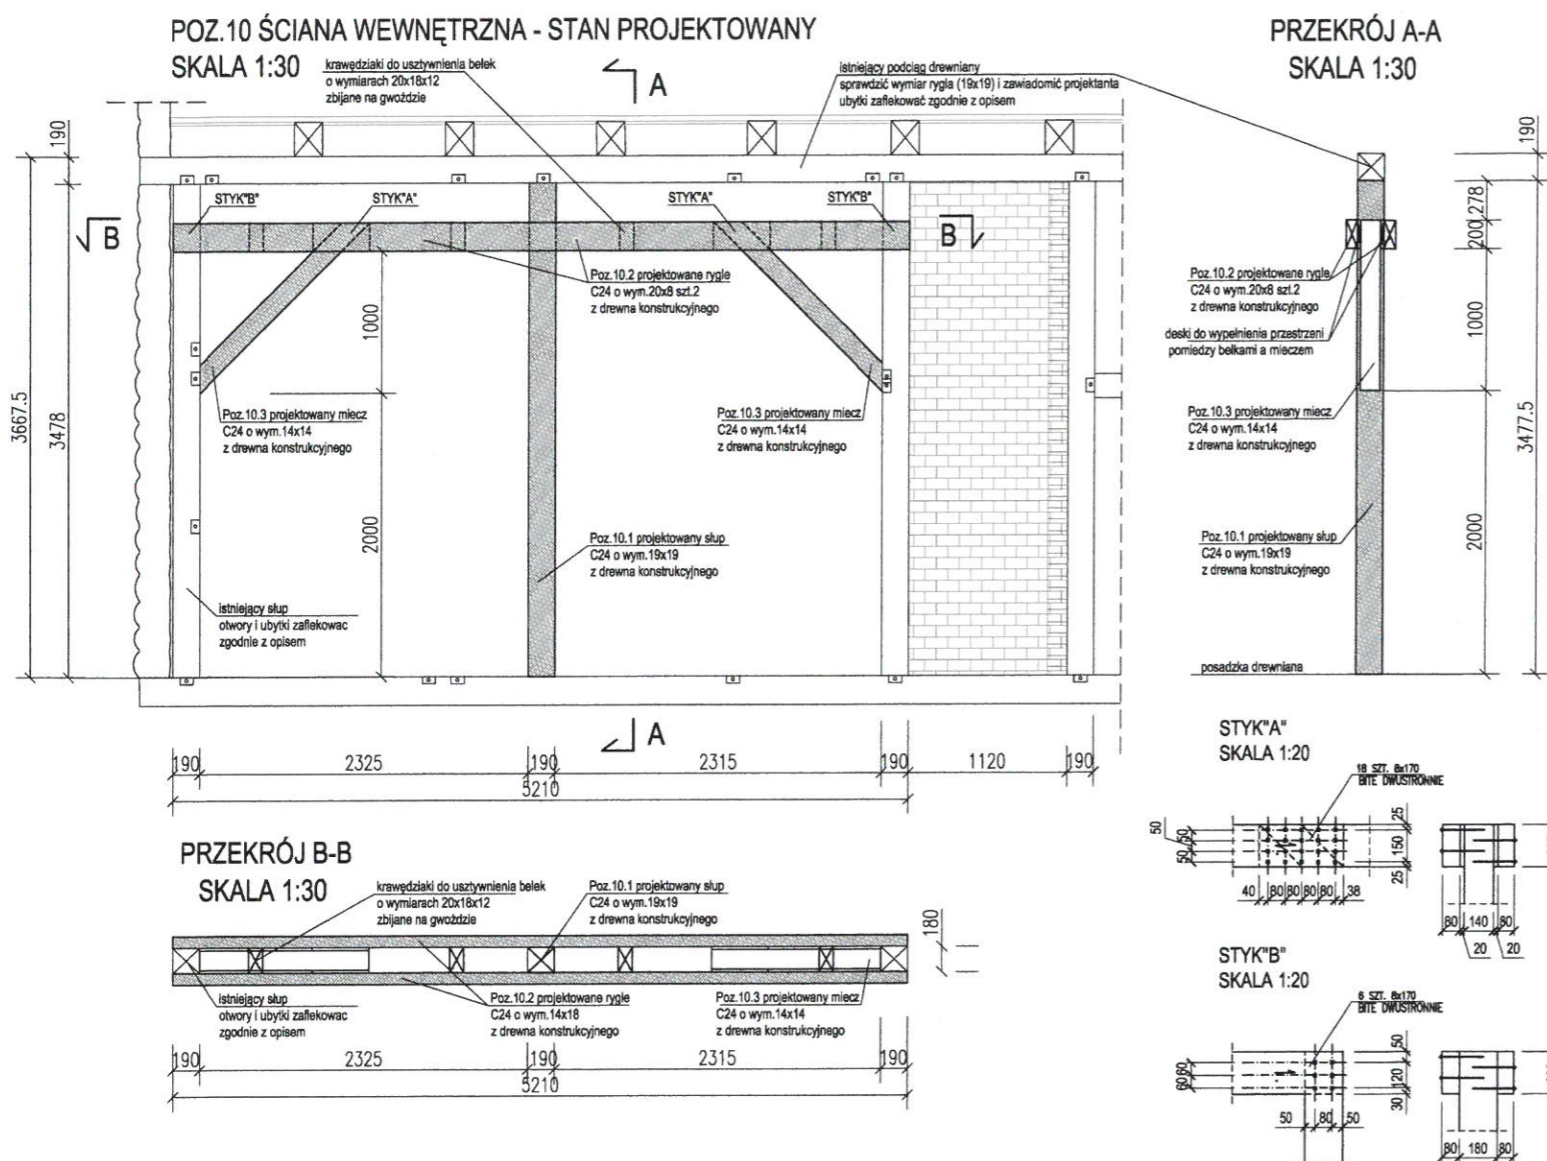 POZ.10 ŚCIANA WEWNĘTRZNA - STAN PROJEKTOWANY
SKALA 1:30
krawędziaki do usztywnienia belek
o wymiarach 20x18x12
zbijane na gwoździe
A
istniejący podciąg drewniany
sprawdzić wymiar rygla (19x19) i zawiadomić projektanta
ubytki zaflekować zgodnie z opisem
190
3667.5
3478
STYK"B"
STYK"A"
STYK"A"
STYK"B"
B
B
Poz.10.2 projektowane rygle
C24 o wym.20x8 szt.2
z drewna konstrukcyjnego
1000
2000
Poz.10.3 projektowany miecz
C24 o wym.14x14
z drewna konstrukcyjnego
Poz.10.3 projektowany miecz
C24 o wym.14x14
z drewna konstrukcyjnego
Poz.10.1 projektowany słup
C24 o wym.19x19
z drewna konstrukcyjnego
istniejący słup
otwory i ubytki zaflekowac
zgodnie z opisem
A
190 2325 190 2315 190 1120 190
5210
PRZEKRÓJ A-A
SKALA 1:30
190
278
200
1000
2000
3477.5
Poz.10.2 projektowane rygle
C24 o wym.20x8 szt.2
z drewna konstrukcyjnego
deski do wypełnienia przestrzeni
pomiedzy belkami a mieczem
Poz.10.3 projektowany miecz
C24 o wym.14x14
z drewna konstrukcyjnego
Poz.10.1 projektowany słup
C24 o wym.19x19
z drewna konstrukcyjnego
posadzka drewniana
PRZEKRÓJ B-B
SKALA 1:30
krawędziaki do usztywnienia belek
o wymiarach 20x18x12
zbijane na gwoździe
Poz.10.1 projektowany słup
C24 o wym.19x19
z drewna konstrukcyjnego
180
istniejący słup
otwory i ubytki zaflekowac
zgodnie z opisem
Poz.10.2 projektowane rygle
C24 o wym.14x18
z drewna konstrukcyjnego
Poz.10.3 projektowany miecz
C24 o wym.14x14
z drewna konstrukcyjnego
190 2325 190 2315 190
5210
STYK"A"
SKALA 1:20
18 SZT. 8x170
BITE DWUSTRONNIE
50
50
50
25
150
25
40 80 80 80 80 38
80 140 80
20 20
STYK"B"
SKALA 1:20
6 SZT. 8x170
BITE DWUSTRONNIE
60
60
50
120
30
50 80 50
80 180 80